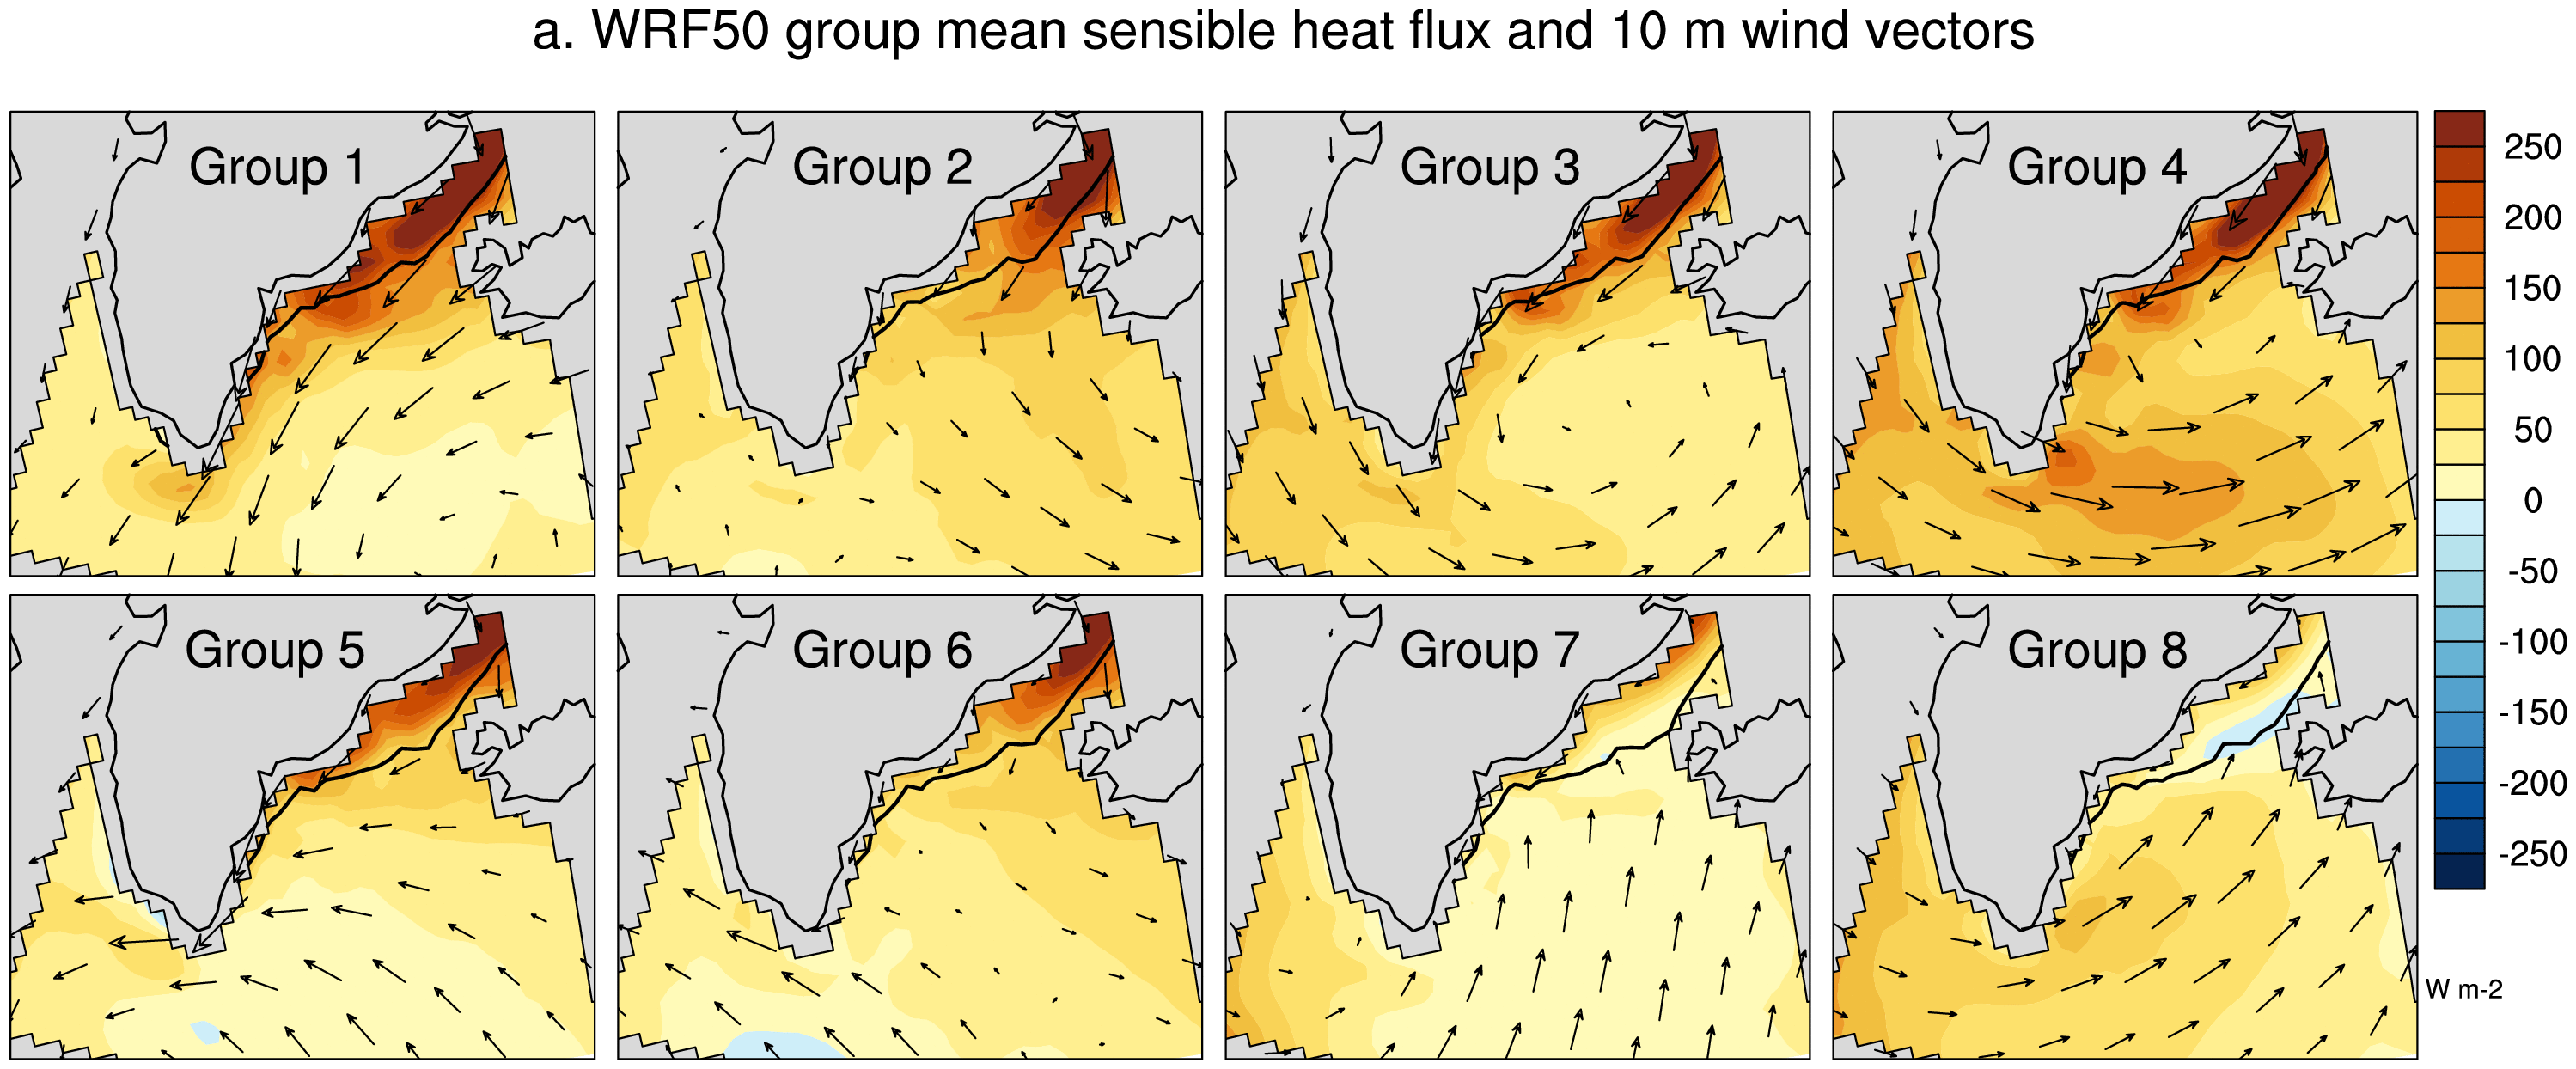 a. WRF50 group mean sensible heat flux and 10 m wind vectors
Group 1
Group 2
Group 3
Group 4
Group 5
Group 6
Group 7
Group 8
250
200
150
100
50
0
-50
-100
-150
-200
-250
W m-2